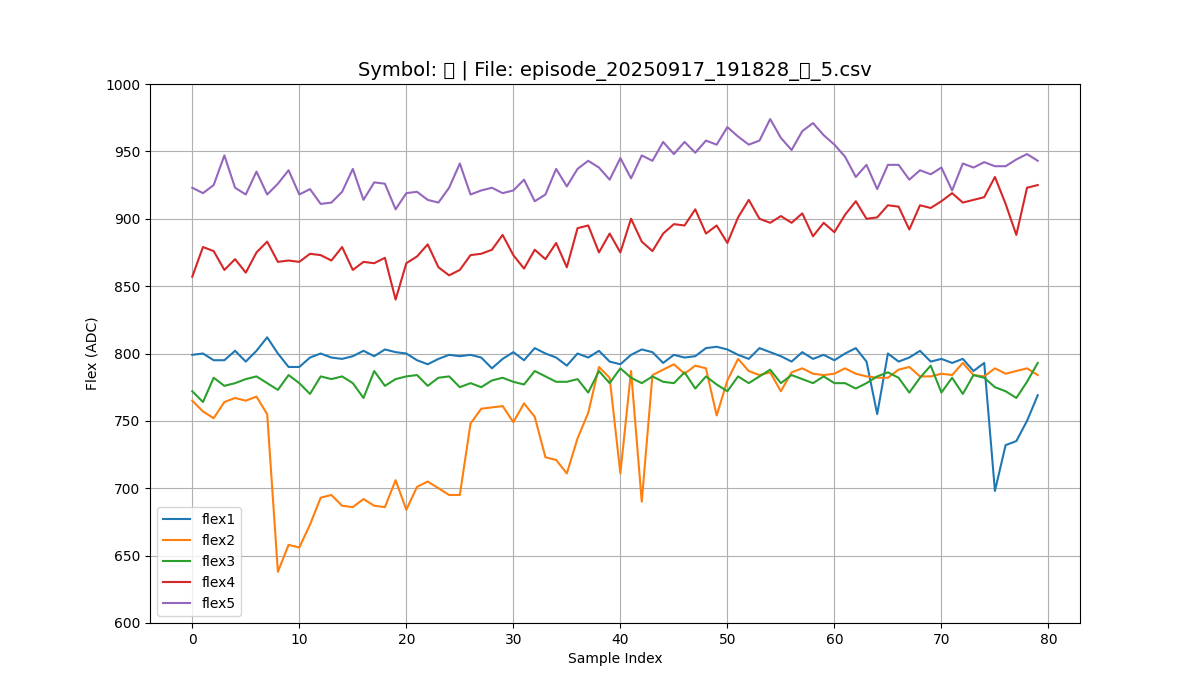 Symbol: | File: episode_20250917_191828_ _5.csv
Flex (ADC)
1000
950
900
850
800
750
700
650
600
flex1
flex2
flex3
flex4
flex5
0 10 20 30 40 50 60 70 80
Sample Index